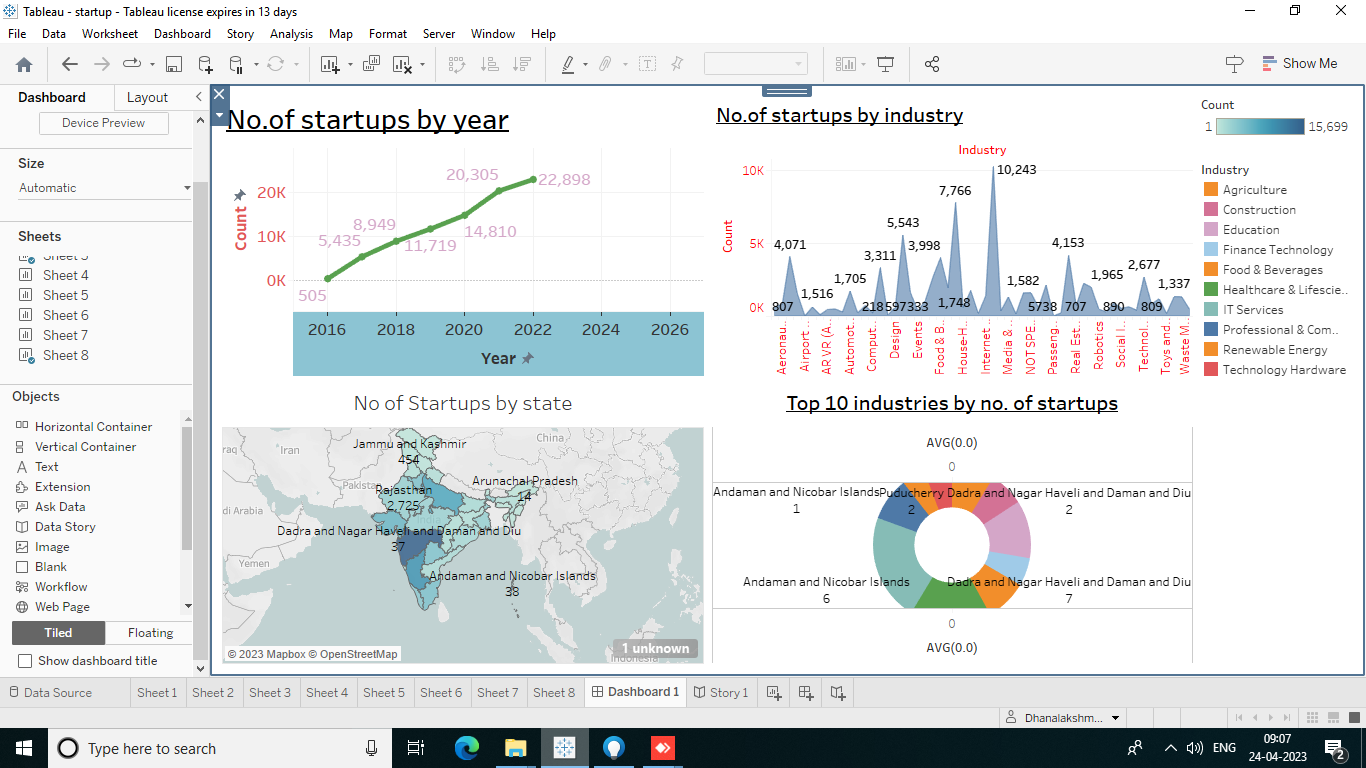 Tableau - startup - Tableau license expires in 13 days
File Data Worksheet Dashboard Story Analysis Map Format Server Window Help
Show Me
Dashboard Layout
Device Preview
Size
Automatic
Sheets
Sheet 4
Sheet 5
Sheet 6
Sheet 7
Sheet 8
Objects
Horizontal Container
Vertical Container
Text
Extension
Ask Data
Data Story
Image
Blank
Workflow
Web Page
Tiled Floating
Show dashboard title
No.of startups by year
Count
20K
10K
0K
505
5,435
8,949
11,719
14,810
20,305
22,898
2016 2018 2020 2022 2024 2026
Year
No.of startups by industry
Industry
Count
10K
5K
0K
807
4,071
1,516
1,705
218
3,311
597
5,543
333
3,998
7,766
1,748
10,243
1,582
57
38
4,153
707
1,965
890
2,677
809
1,337
Aeronau..
Airport ..
AR VR (A..
Automot..
Comput..
Design
Events
Food & B..
House-H..
Internet..
Media & ..
NOT SPE..
Passeng..
Real Est..
Robotics
Social I..
Technol..
Toys and..
Waste M..
Count
1 15,699
Industry
Agriculture
Construction
Education
Finance Technology
Food & Beverages
Healthcare & Lifescie..
IT Services
Professional & Com..
Renewable Energy
Technology Hardware
No of Startups by state
Iran
China
Yemen
Jammu and Kashmir
454
Arunachal Pradesh
14
Rajasthan
2,725
Dadra and Nagar Haveli and Daman and Diu
37
Andaman and Nicobar Islands
38
1 unknown
© 2023 Mapbox © OpenStreetMap
Top 10 industries by no. of startups
AVG(0.0)
0
Andaman and Nicobar Islands
1
Puducherry
2
Dadra and Nagar Haveli and Daman and Diu
2
Andaman and Nicobar Islands
6
Dadra and Nagar Haveli and Daman and Diu
7
0
AVG(0.0)
Data Source Sheet 1 Sheet 2 Sheet 3 Sheet 4 Sheet 5 Sheet 6 Sheet 7 Sheet 8 Dashboard 1 Story 1
Dhanalakshm...
Type here to search
ENG
09:07
24-04-2023
2